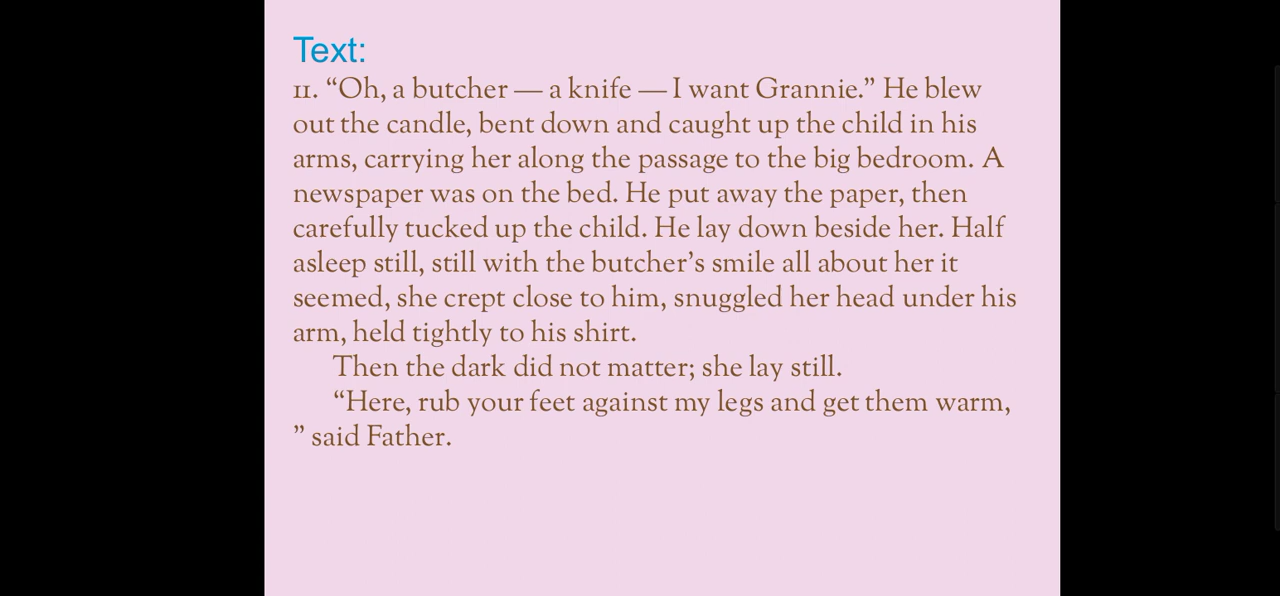 Text:
11. “Oh, a butcher — a knife — I want Grannie.” He blew
out the candle, bent down and caught up the child in his
arms, carrying her along the passage to the big bedroom. A
newspaper was on the bed. He put away the paper, then
carefully tucked up the child. He lay down beside her. Half
asleep still, still with the butcher’s smile all about her it
seemed, she crept close to him, snuggled her head under his
arm, held tightly to his shirt.
Then the dark did not matter; she lay still.
“Here, rub your feet against my legs and get them warm,
” said Father.